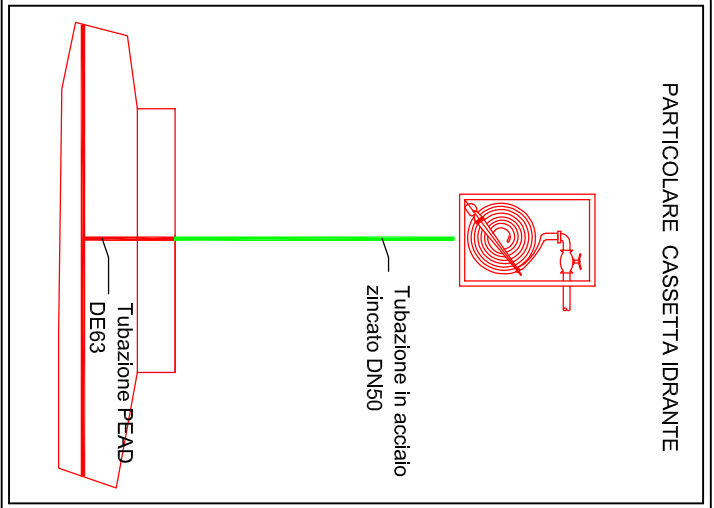 PARTICOLARE CASSETTA IDRANTE
Tubazione in acciaio
zincato DN50
Tubazione PEAD
DE63